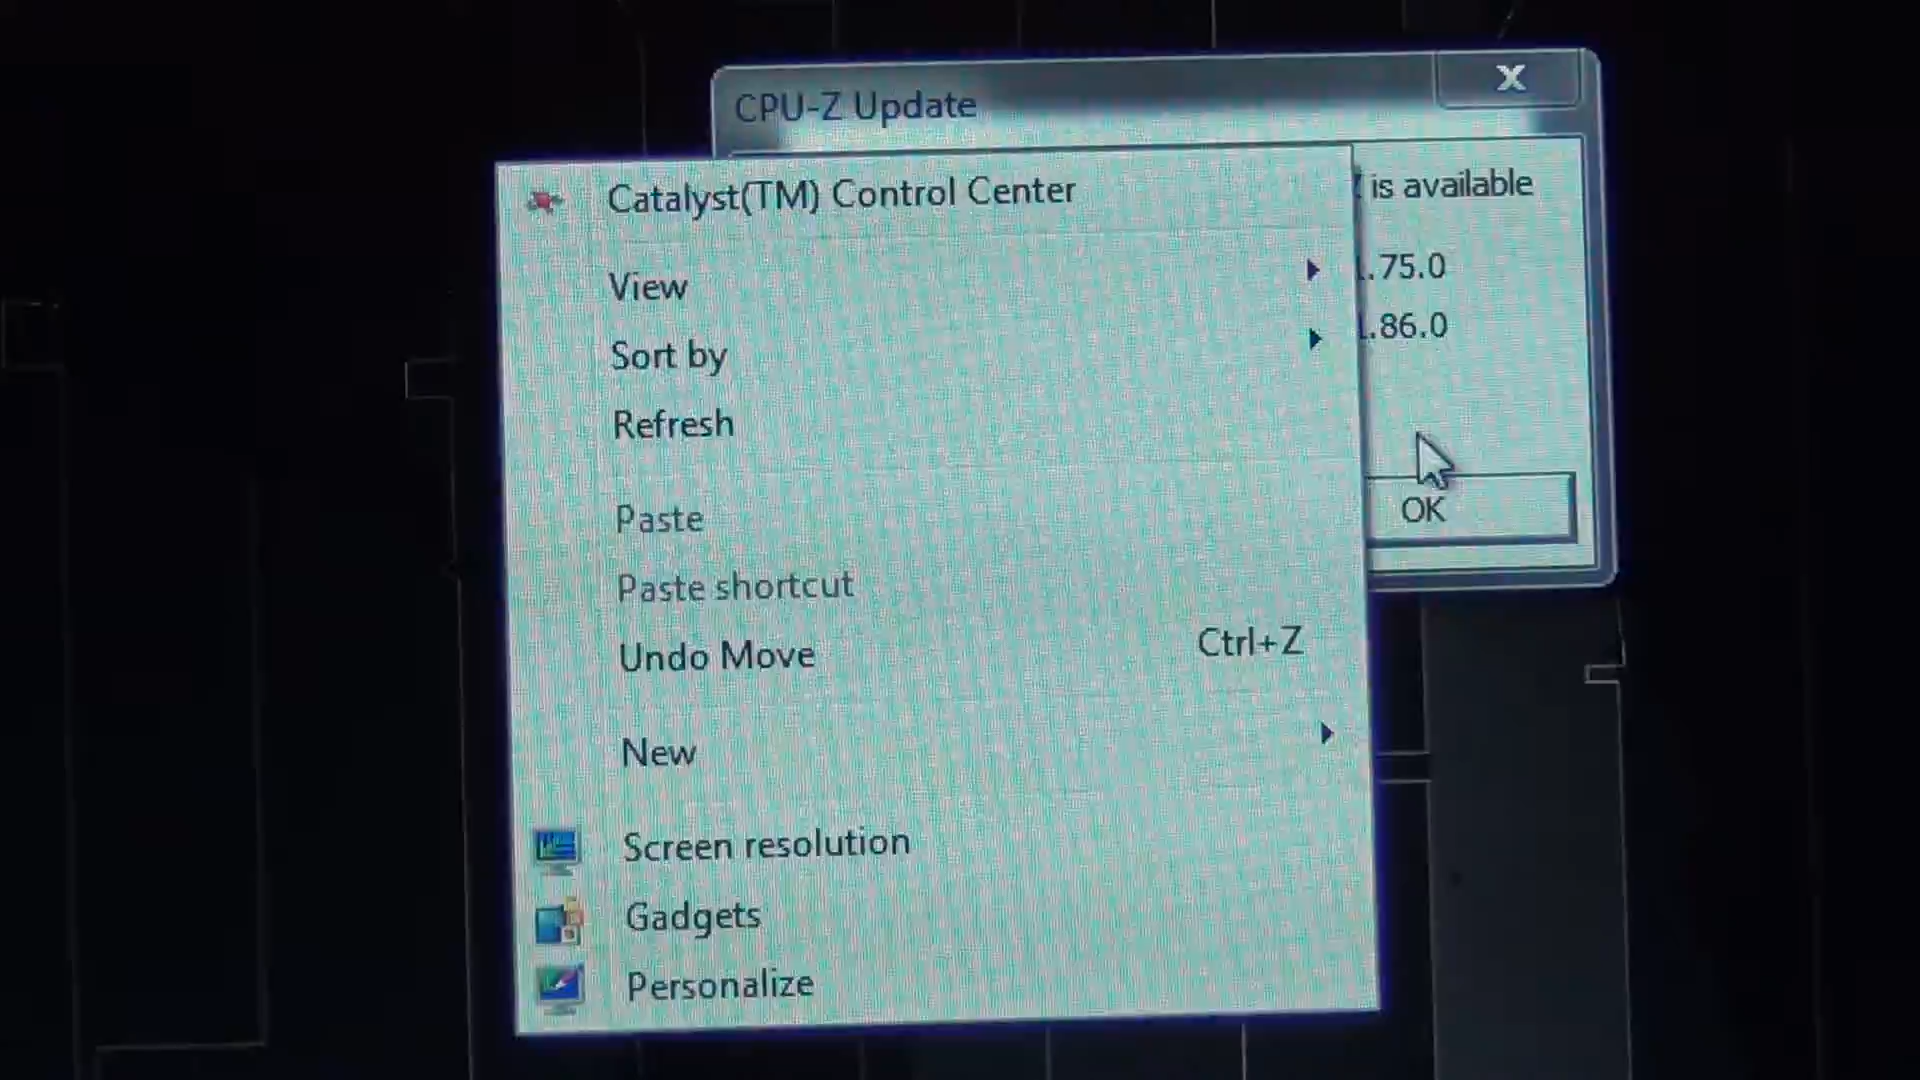 CPU-Z Update
X
Catalyst(TM) Control Center
is available
View
.75.0
Sort by
.86.0
Refresh
Paste
OK
Paste shortcut
Undo Move Ctrl+Z
New
Screen resolution
Gadgets
Personalize